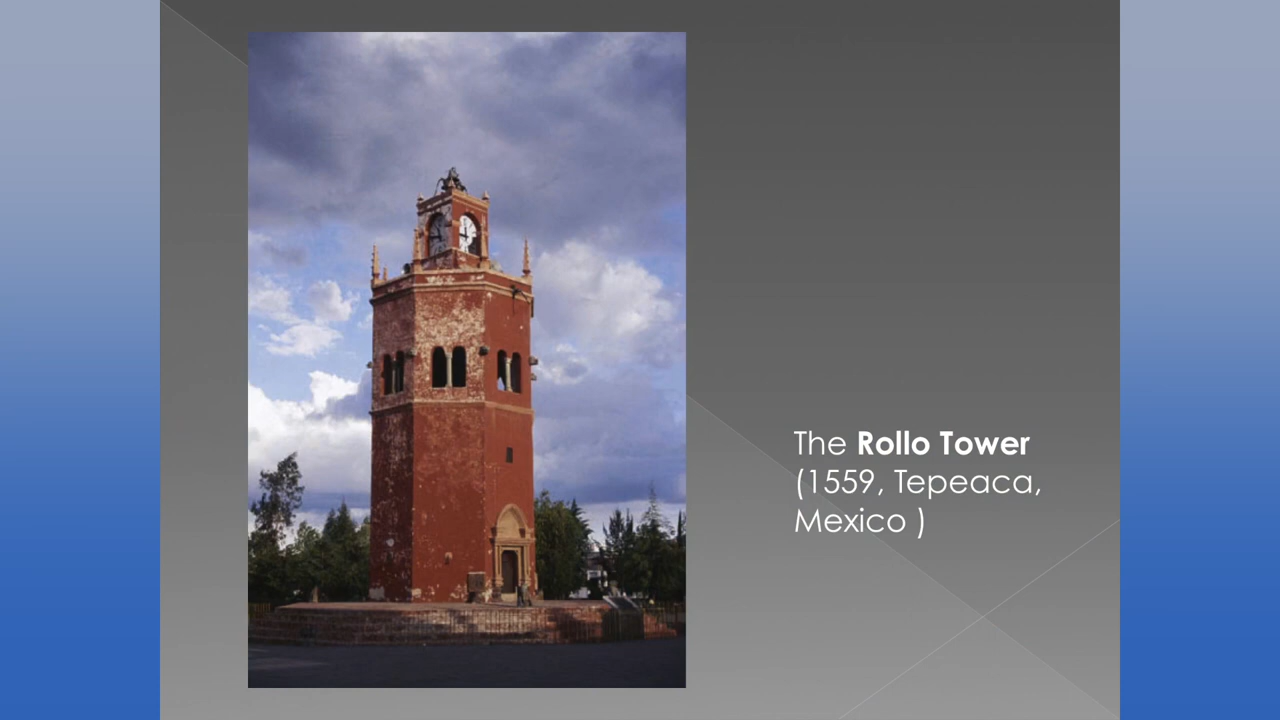 The Rollo Tower
(1559, Tepeaca,
Mexico )